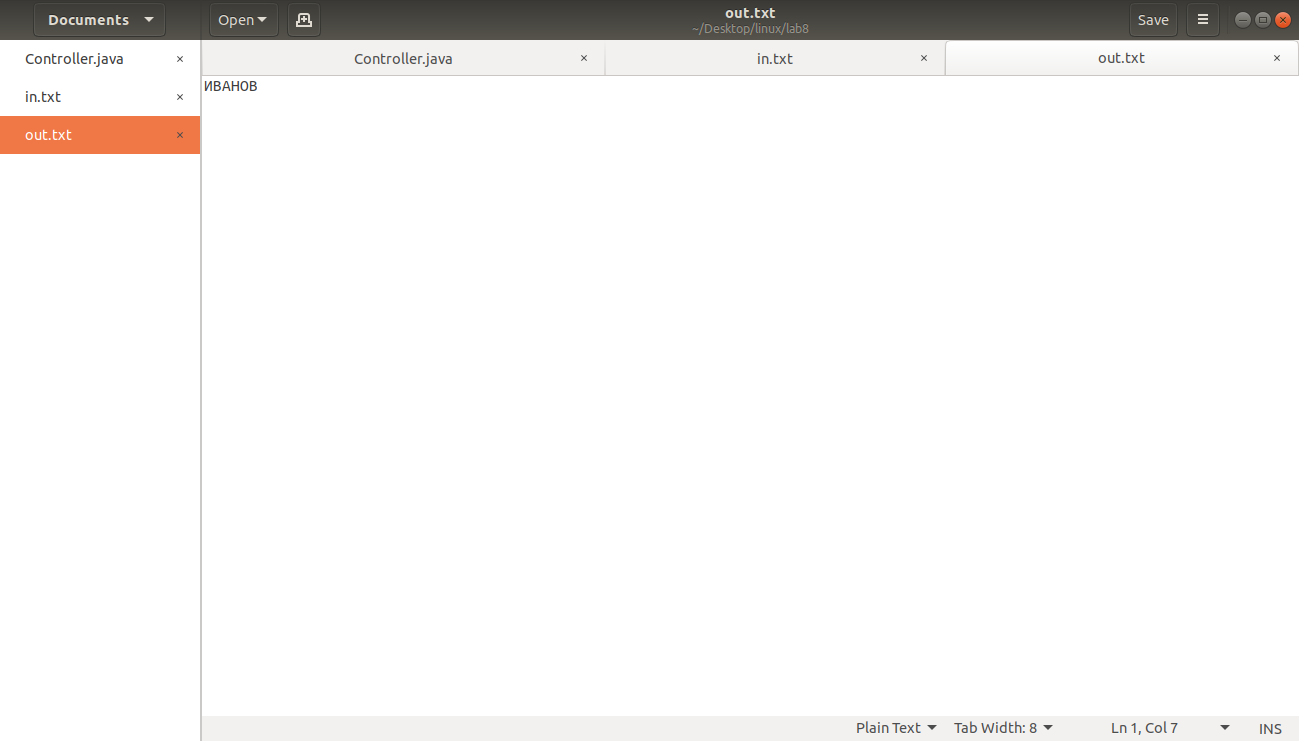 Documents
Open
out.txt
~/Desktop/linux/lab8
Save
Controller.java
in.txt
out.txt
Controller.java
in.txt
out.txt
ИВАНОВ
Plain Text
Tab Width: 8
Ln 1, Col 7
INS